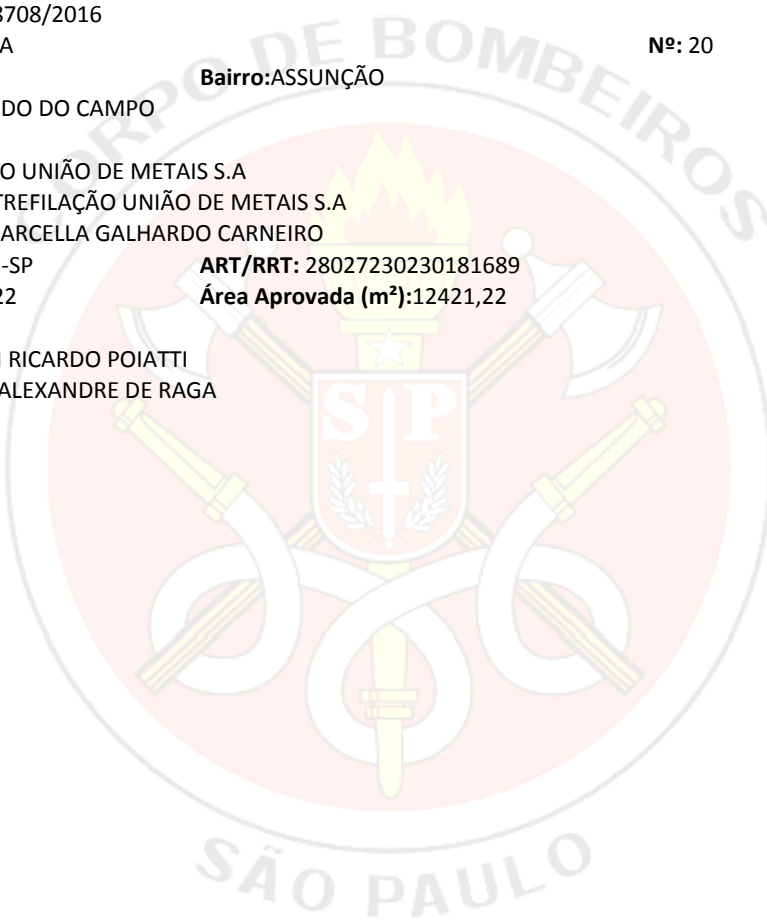 3708/2016
A Nº: 20
Bairro:ASSUNÇÃO
DO DO CAMPO
O UNIÃO DE METAIS S.A
TREFILAÇÃO UNIÃO DE METAIS S.A
ARCELLA GALHARDO CARNEIRO
-SP ART/RRT: 28027230230181689
22 Área Aprovada (m²):12421,22
RICARDO POIATTI
ALEXANDRE DE RAGA
CORPO DE BOMBEIROS
SP
SÃO PAULO